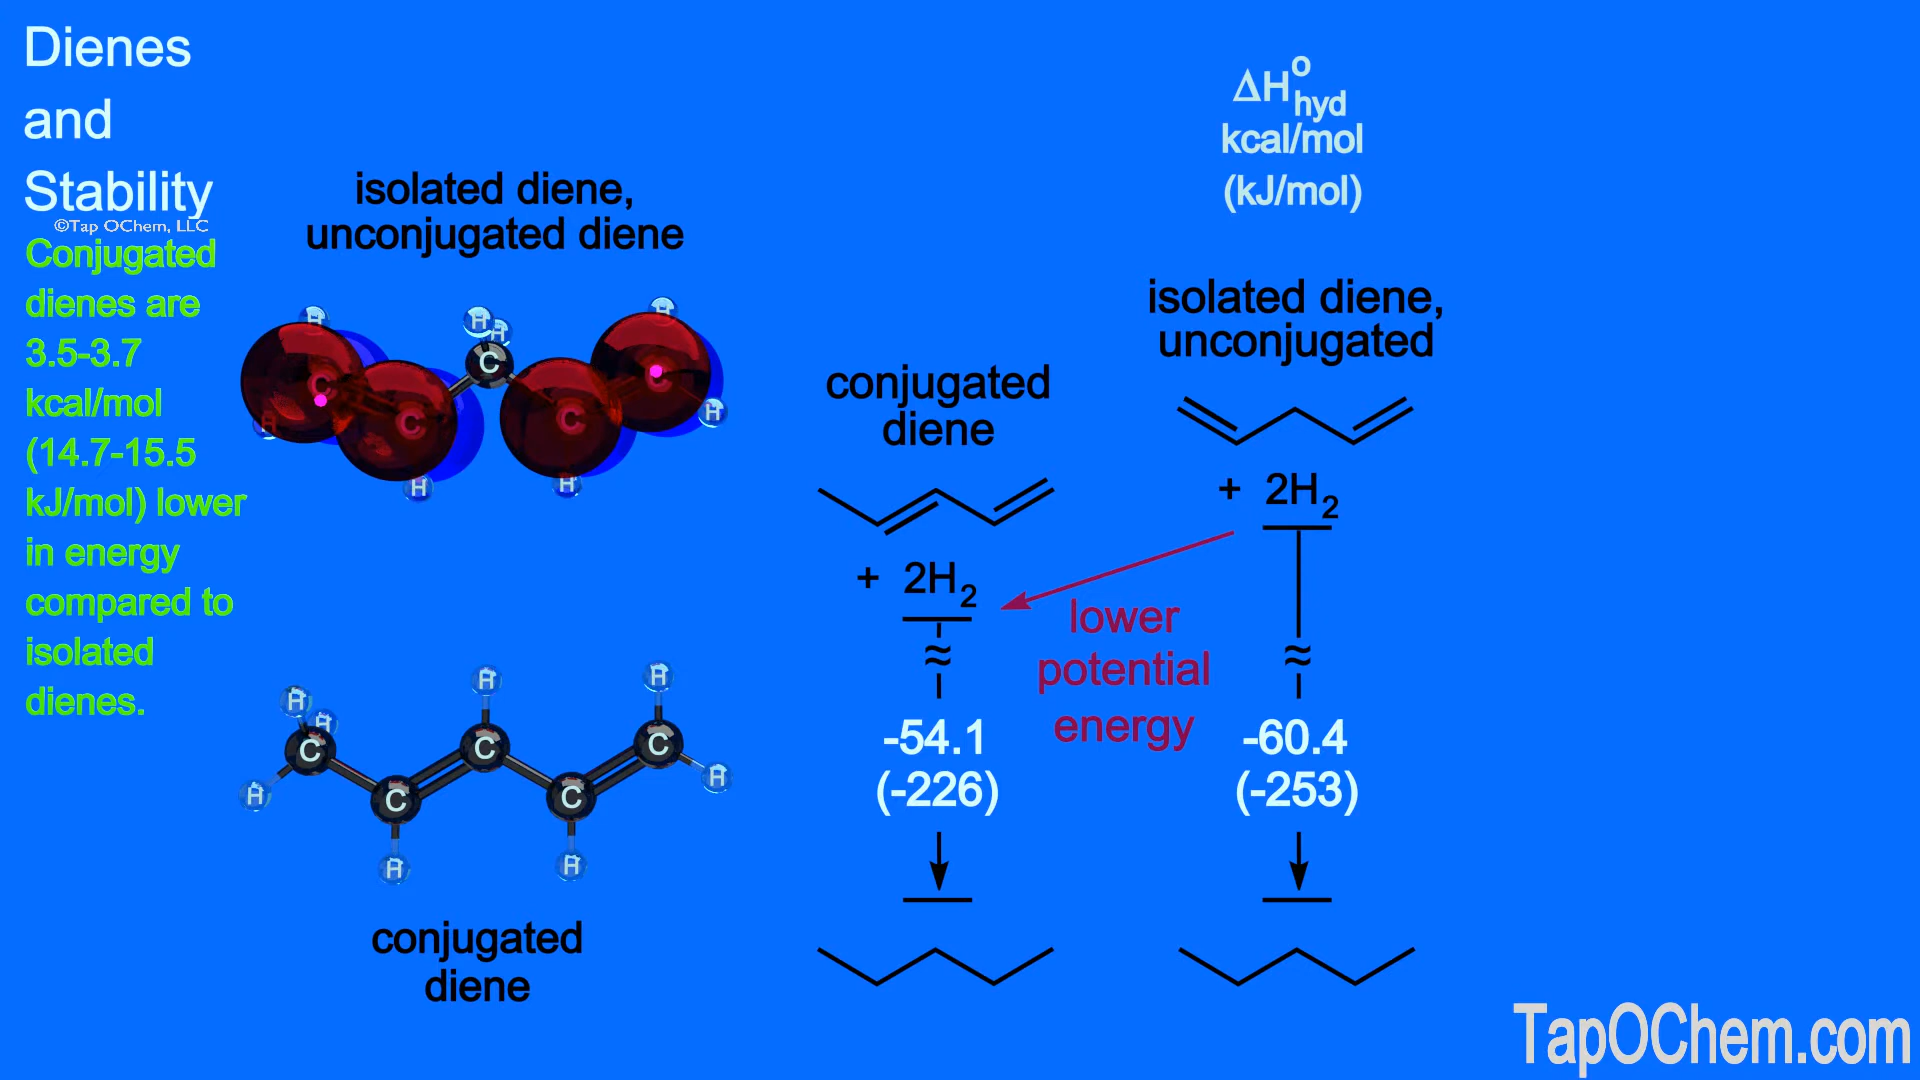 Dienes
and
Stability
©Tap OChem, LLC
Conjugated
dienes are
3.5-3.7
kcal/mol
(14.7-15.5
kJ/mol) lower
in energy
compared to
isolated
dienes.
isolated diene,
unconjugated diene
H H H H
C C C C C
H H
H H
H H H H
C C C
C C
H H
H H
conjugated
diene
ΔH°hyd
kcal/mol
(kJ/mol)
conjugated
diene
+ 2H₂
≈
-54.1
(-226)
lower
potential
energy
isolated diene,
unconjugated
+ 2H₂
≈
-60.4
(-253)
TapOChem.com